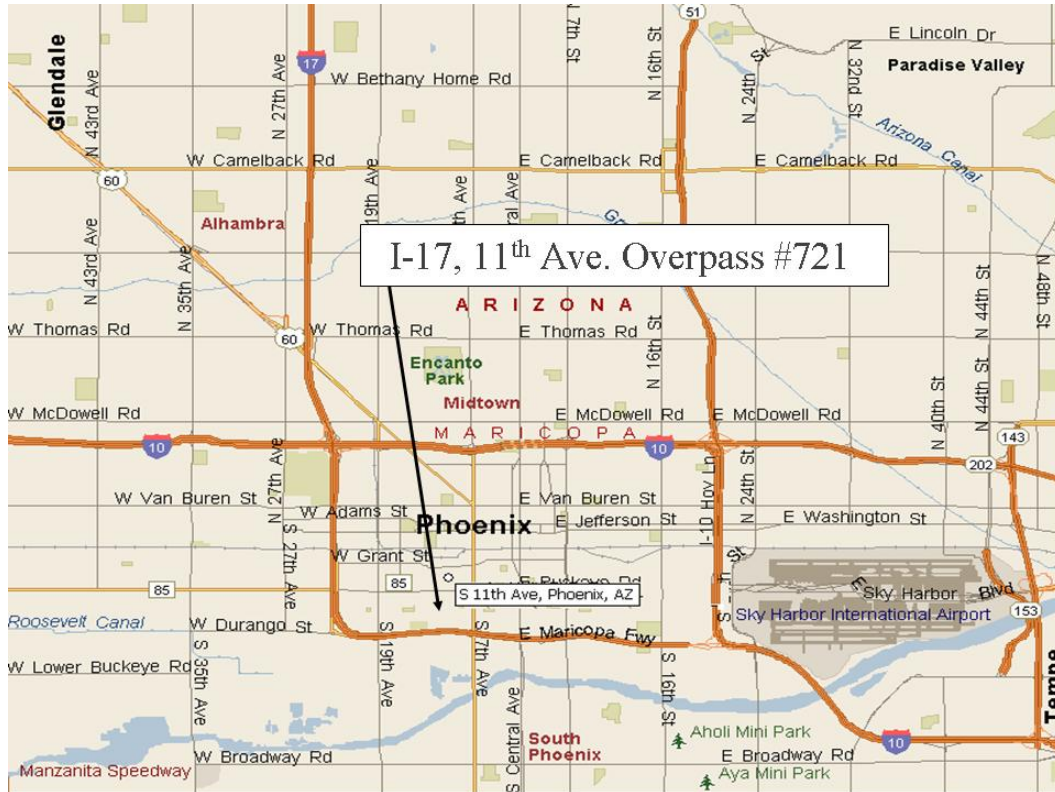 51
E Lincoln Dr
Paradise Valley
N 7th St
N 16th St
N 24th St
N 32nd St
17
Glendale
N 43rd Ave
N 27th Ave
W Bethany Home Rd
Arizona Canal
W Camelback Rd
E Camelback Rd
E Camelback Rd
60
19th Ave
Alhambra
N 43rd Ave
N 35th Ave
I-17, 11th Ave. Overpass #721
ARIZONA
N 44th St
N 48th St
W Thomas Rd
W Thomas Rd
E Thomas Rd
60
N 16th St
Encanto
Park
Midtown
N 40th St
N 44th St
W McDowell Rd
E McDowell Rd
E McDowell Rd
MARICOPA
10
10
143
202
N 27th Ave
I-10 Hov Ln
N 24th St
W Van Buren St
E Van Buren St
W Adams St
Phoenix
E Jefferson St
E Washington St
S 27th Ave
W Grant St
85
85
E Buckeye Rd
S 11th Ave, Phoenix, AZ
E Sky Harbor Blvd
Sky Harbor International Airport
153
Roosevelt Canal
W Durango St
E Maricopa Fwy
S 35th Ave
S 19th Ave
S 7th Ave
W Lower Buckeye Rd
S 16th St
Tempe
S Central Ave
South
Phoenix
Aholi Mini Park
10
W Broadway Rd
E Broadway Rd
Manzanita Speedway
Aya Mini Park